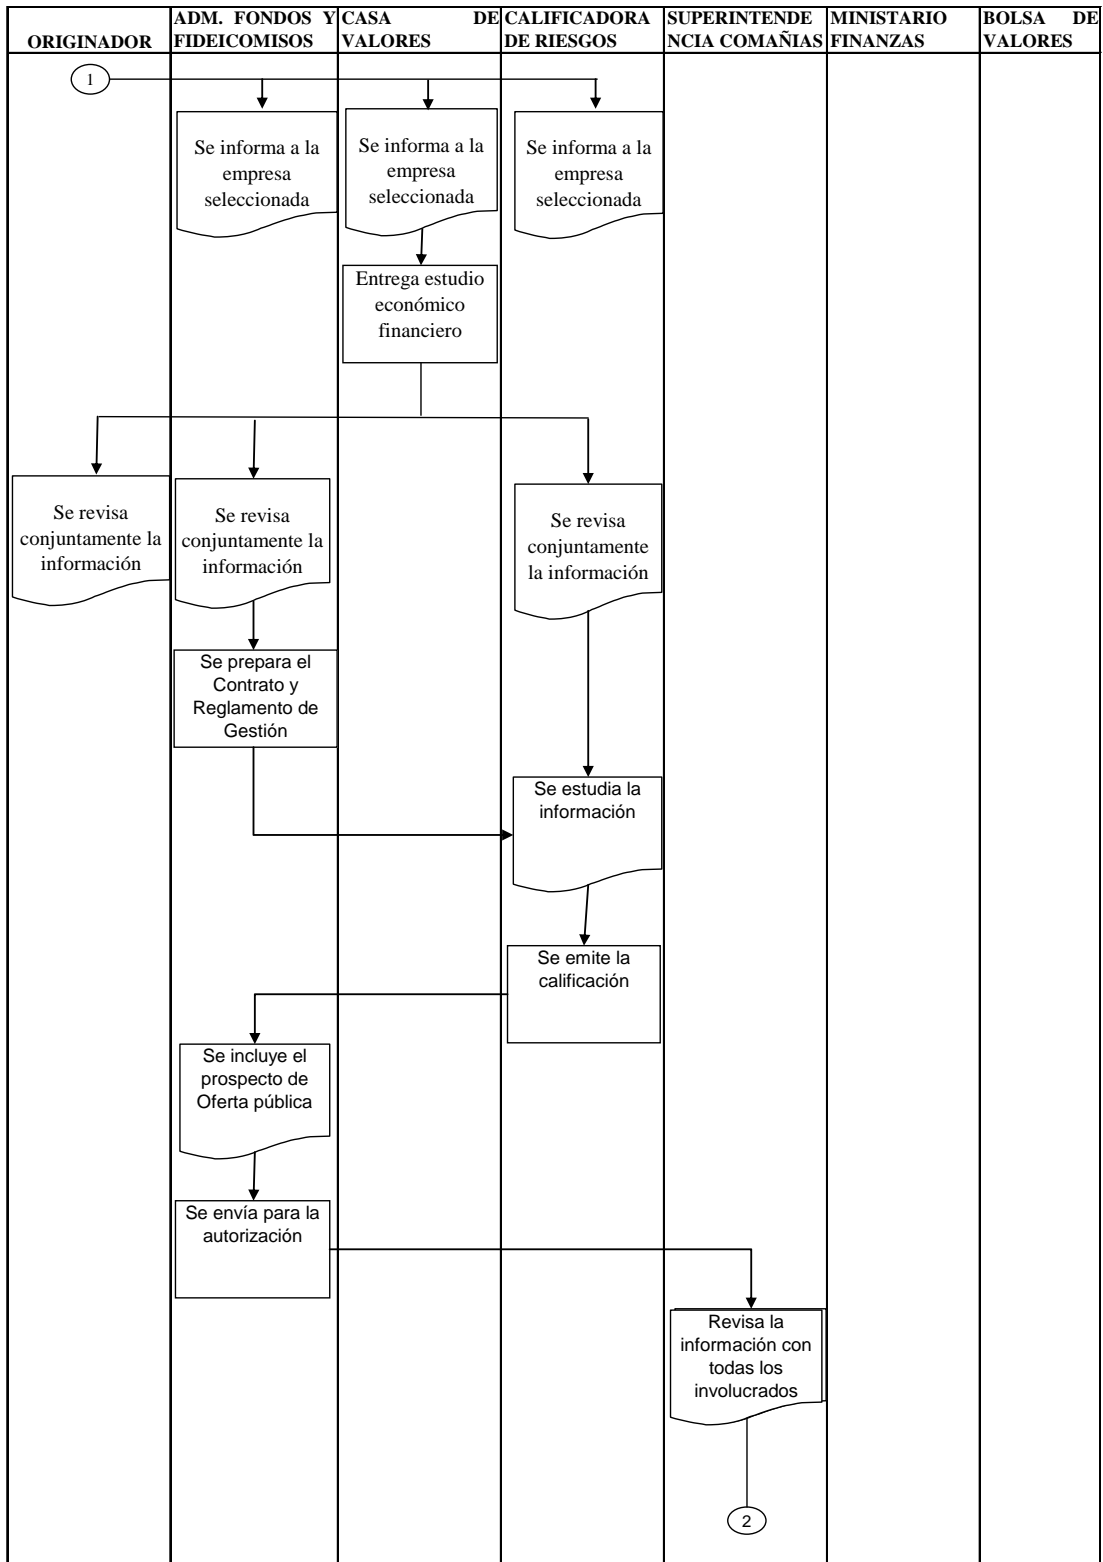 ORIGINADOR
ADM. FONDOS Y
FIDEICOMISOS
CASA DE
VALORES
CALIFICADORA
DE RIESGOS
SUPERINTENDE
NCIA COMAÑIAS
MINISTARIO
FINANZAS
BOLSA DE
VALORES
1
Se informa a la
empresa
seleccionada
Se informa a la
empresa
seleccionada
Se informa a la
empresa
seleccionada
Entrega estudio
económico
financiero
Se revisa
conjuntamente la
información
Se revisa
conjuntamente la
información
Se revisa
conjuntamente
la información
Se prepara el
Contrato y
Reglamento de
Gestión
Se estudia la
información
Se emite la
calificación
Se incluye el
prospecto de
Oferta pública
Se envía para la
autorización
Revisa la
información con
todas los
involucrados
2